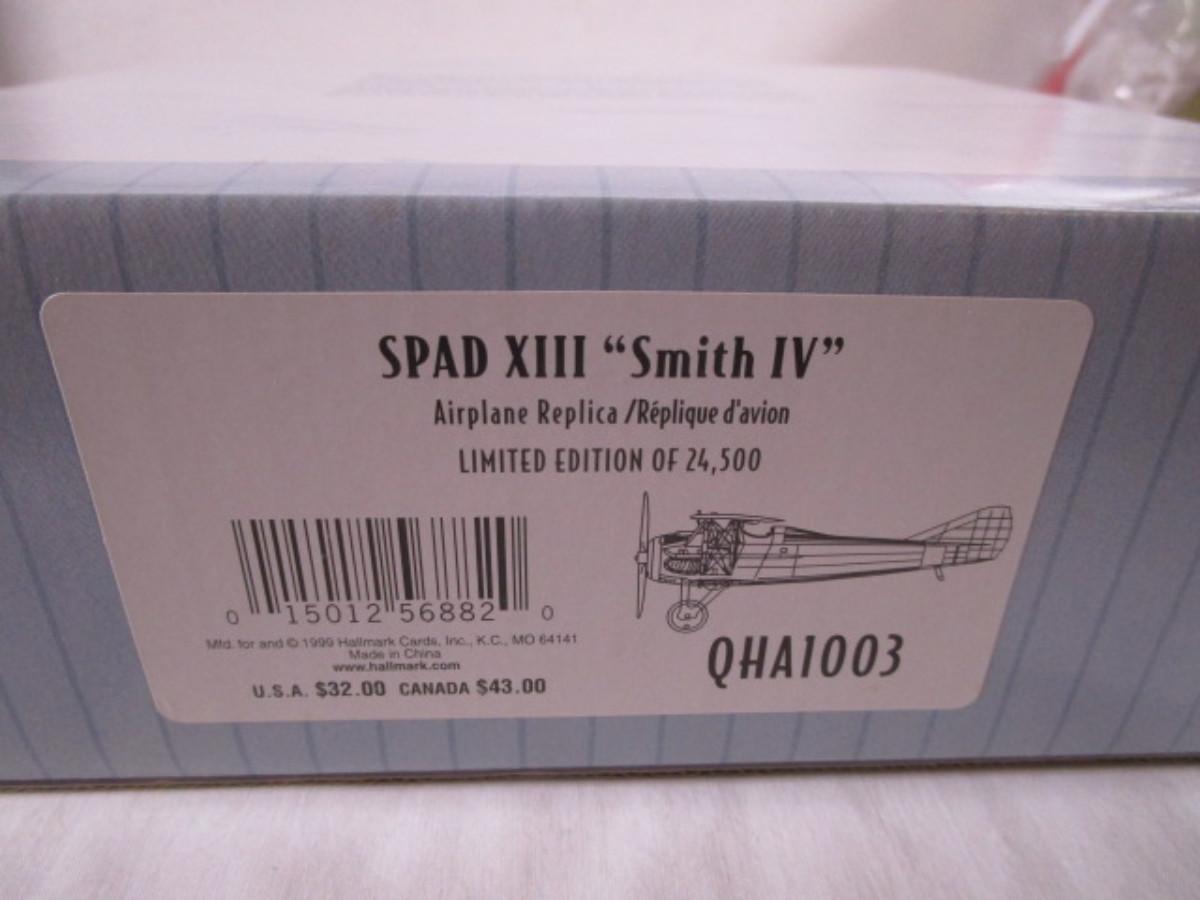 SPAD XIII “Smith IV”
Airplane Replica /Réplique d'avion
LIMITED EDITION OF 24,500
0 15012 56882 0
Mfd. for and © 1999 Hallmark Cards, Inc., K.C., MO 64141
Made in China
www.hallmark.com
U.S.A. $32.00 CANADA $43.00
QHA1003